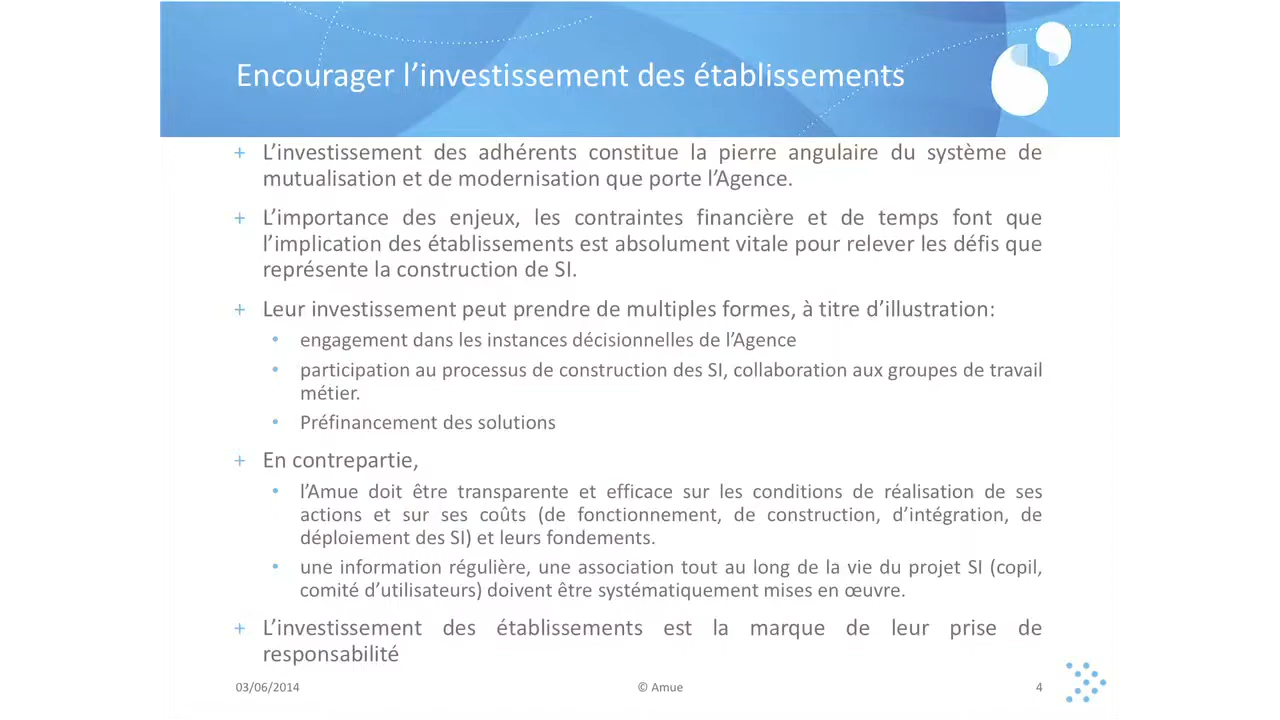 Encourager l’investissement des établissements
+ L’investissement des adhérents constitue la pierre angulaire du système de
mutualisation et de modernisation que porte l’Agence.
+ L’importance des enjeux, les contraintes financière et de temps font que
l’implication des établissements est absolument vitale pour relever les défis que
représente la construction de SI.
+ Leur investissement peut prendre de multiples formes, à titre d’illustration:
• engagement dans les instances décisionnelles de l’Agence
• participation au processus de construction des SI, collaboration aux groupes de travail
métier.
• Préfinancement des solutions
+ En contrepartie,
• l’Amue doit être transparente et efficace sur les conditions de réalisation de ses
actions et sur ses coûts (de fonctionnement, de construction, d’intégration, de
déploiement des SI) et leurs fondements.
• une information régulière, une association tout au long de la vie du projet SI (copil,
comité d’utilisateurs) doivent être systématiquement mises en œuvre.
+ L’investissement des établissements est la marque de leur prise de
responsabilité
03/06/2014 © Amue 4